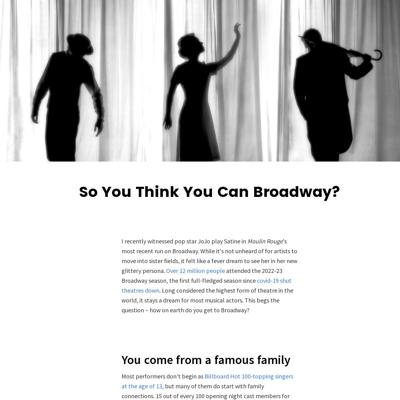 So You Think You Can Broadway?
I recently witnessed pop star JoJo play Satine in Moulin Rouge's
most recent run on Broadway. While it's not unheard of for artists to
move into sister fields, it felt like a fever dream to see her in her new
glittery persona. Over 12 million people attended the 2022-23
Broadway season, the first full-fledged season since covid-19 shut
theatres down. Long considered the highest form of theatre in the
world, it stays a dream for most musical actors. This begs the
question – how on earth do you get to Broadway?
You come from a famous family
Most performers don't begin as Billboard Hot 100-topping singers
at the age of 13, but many of them do start with family
connections. 15 out of every 100 opening night cast members for